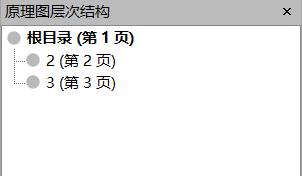 原理图层次结构
根目录 (第 1 页)
2 (第 2 页)
3 (第 3 页)